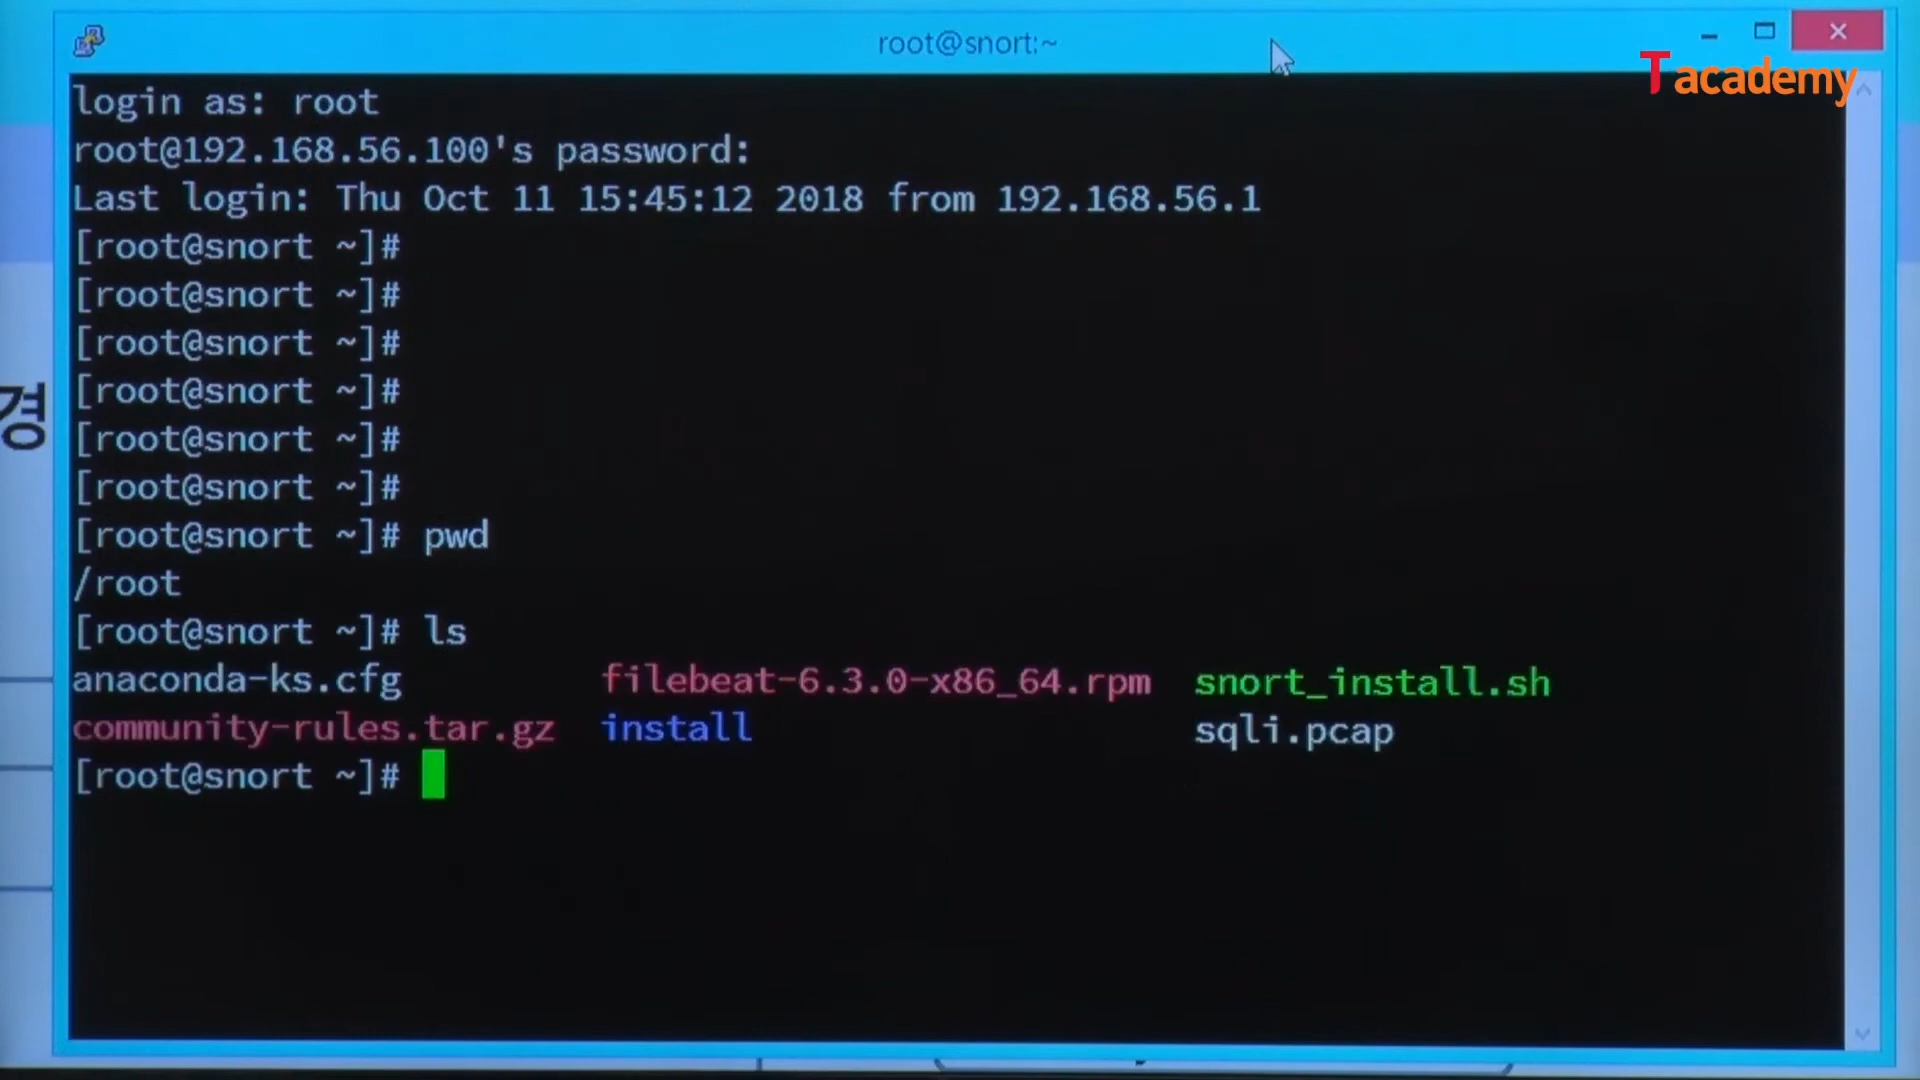 root@snort:~
T academy
login as: root
root@192.168.56.100's password:
Last login: Thu Oct 11 15:45:12 2018 from 192.168.56.1
[root@snort ~]#
[root@snort ~]#
[root@snort ~]#
[root@snort ~]#
[root@snort ~]#
[root@snort ~]#
[root@snort ~]# pwd
/root
[root@snort ~]# ls
anaconda-ks.cfg filebeat-6.3.0-x86_64.rpm snort_install.sh
community-rules.tar.gz install sqli.pcap
[root@snort ~]#
경